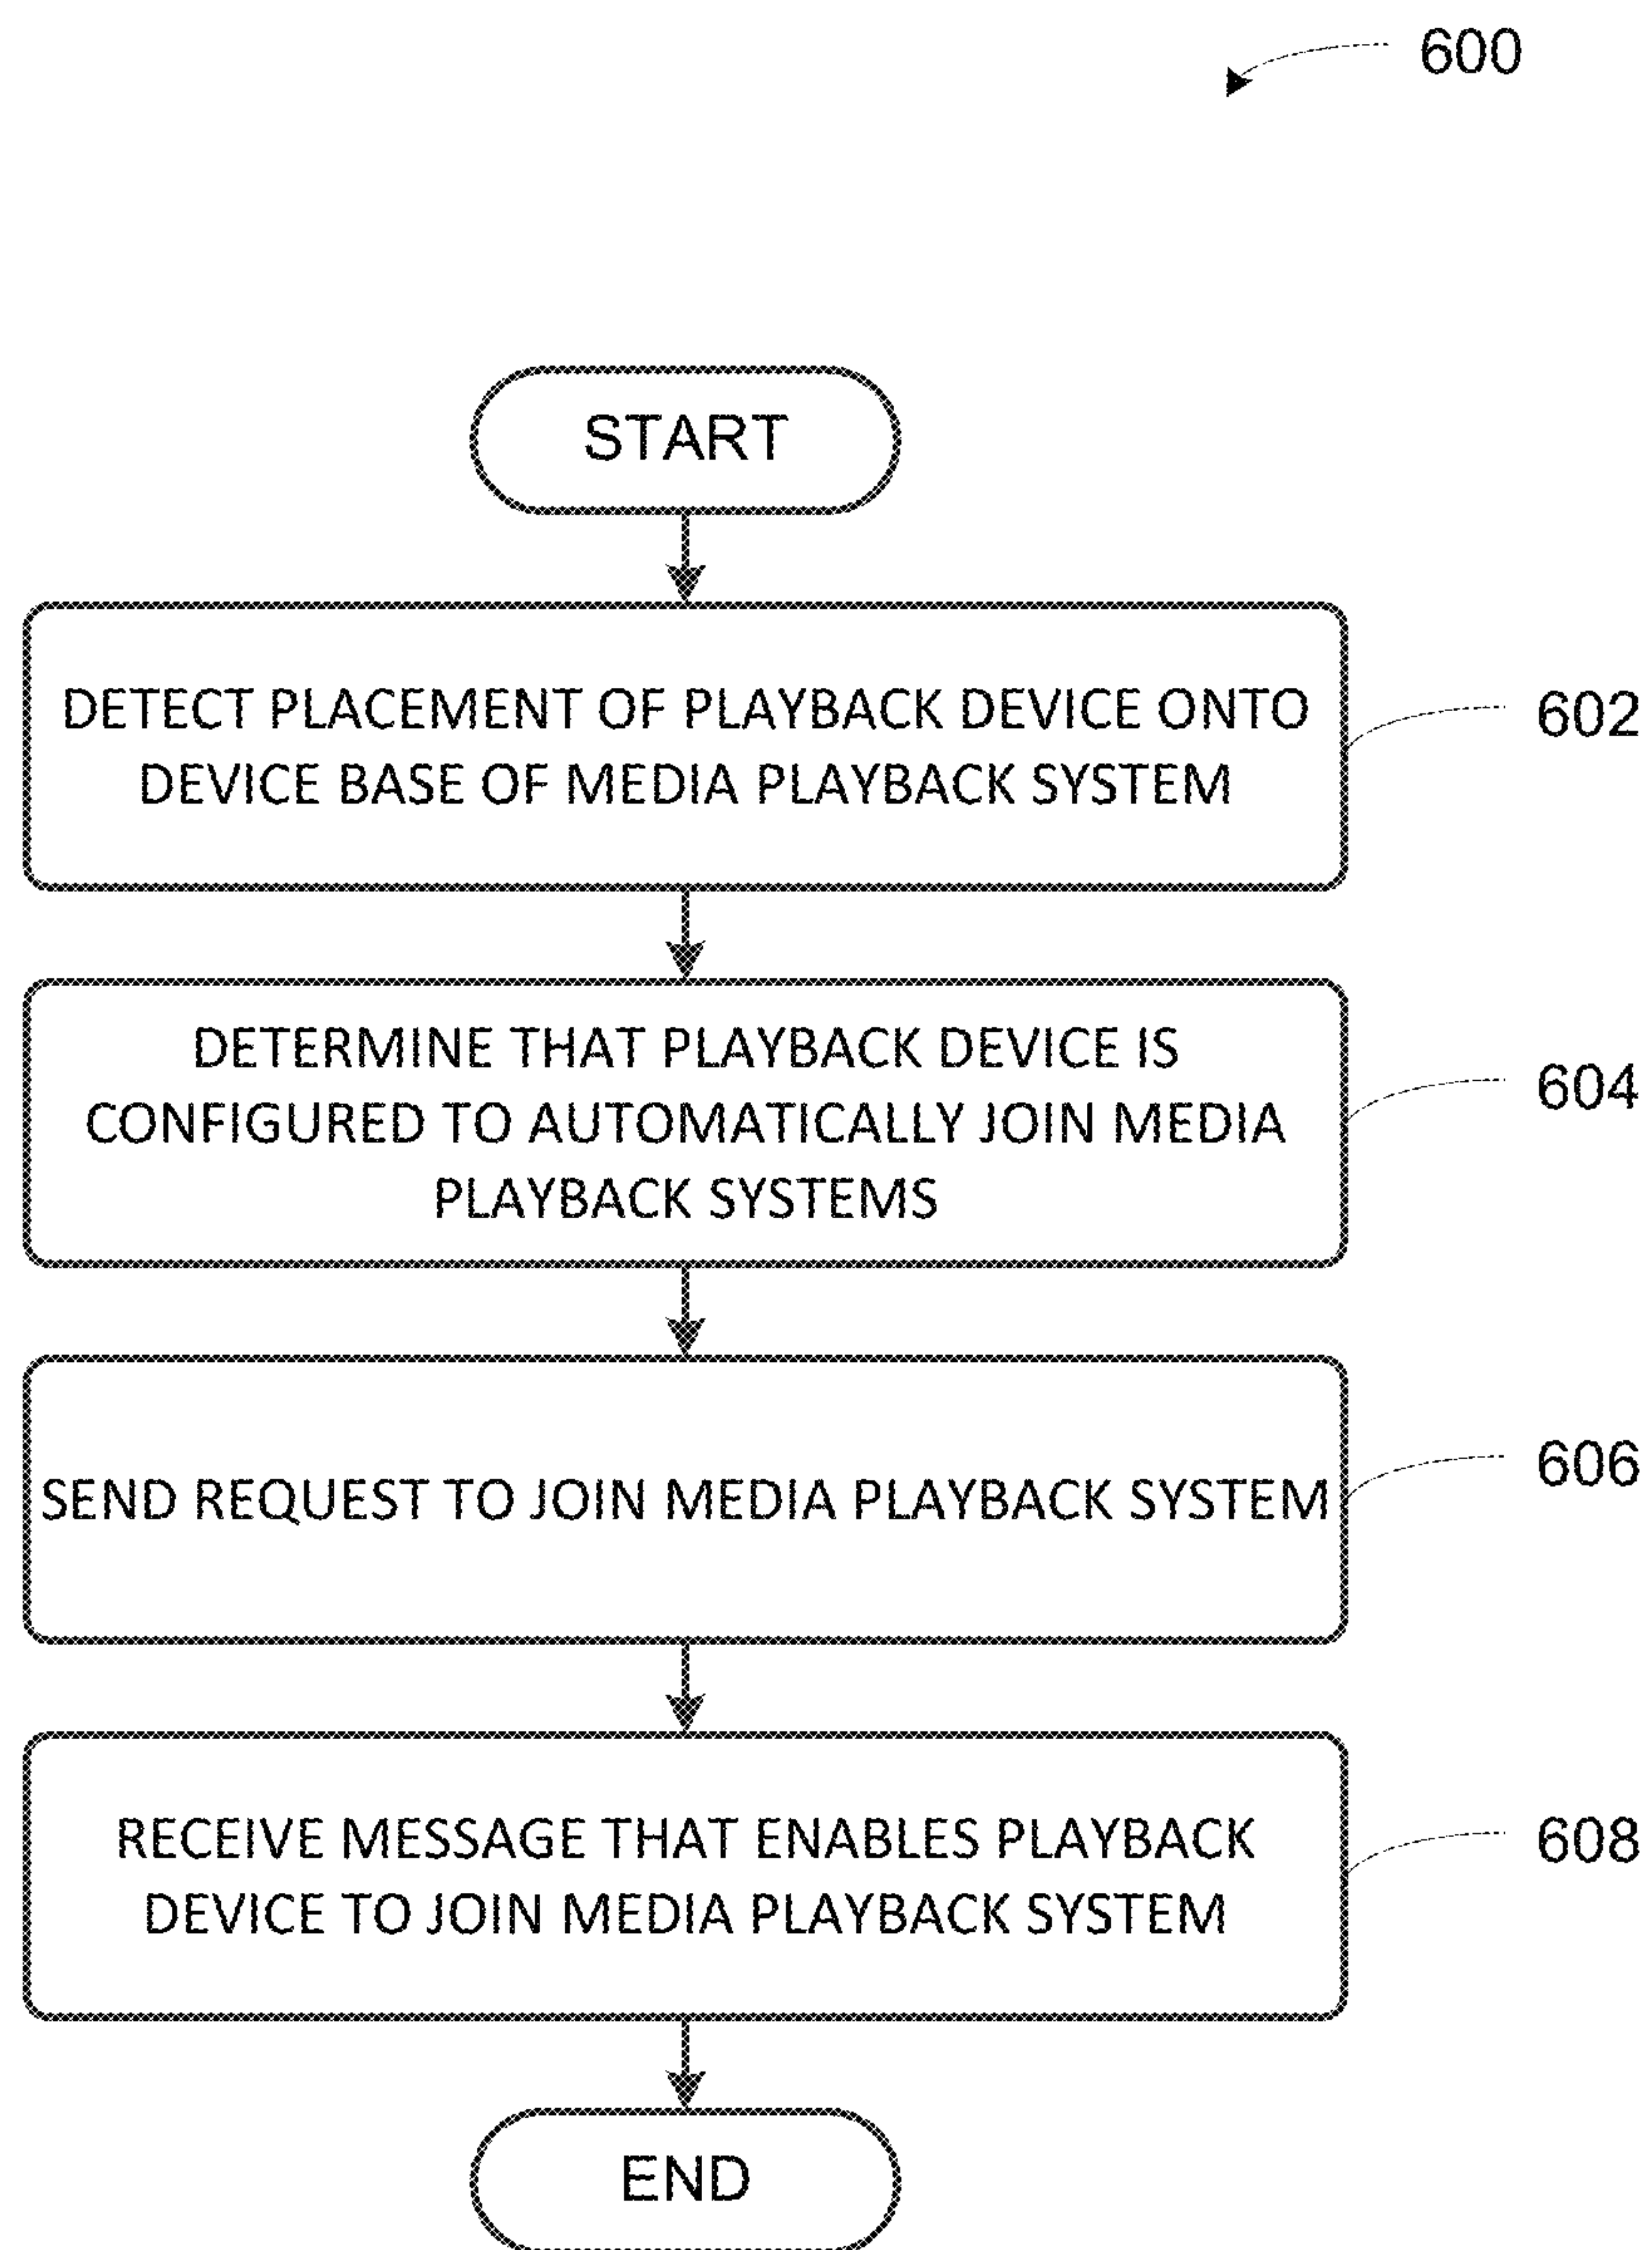 600
START
DETECT PLACEMENT OF PLAYBACK DEVICE ONTO
DEVICE BASE OF MEDIA PLAYBACK SYSTEM
602
DETERMINE THAT PLAYBACK DEVICE IS
CONFIGURED TO AUTOMATICALLY JOIN MEDIA
PLAYBACK SYSTEMS
604
SEND REQUEST TO JOIN MEDIA PLAYBACK SYSTEM
606
RECEIVE MESSAGE THAT ENABLES PLAYBACK
DEVICE TO JOIN MEDIA PLAYBACK SYSTEM
608
END